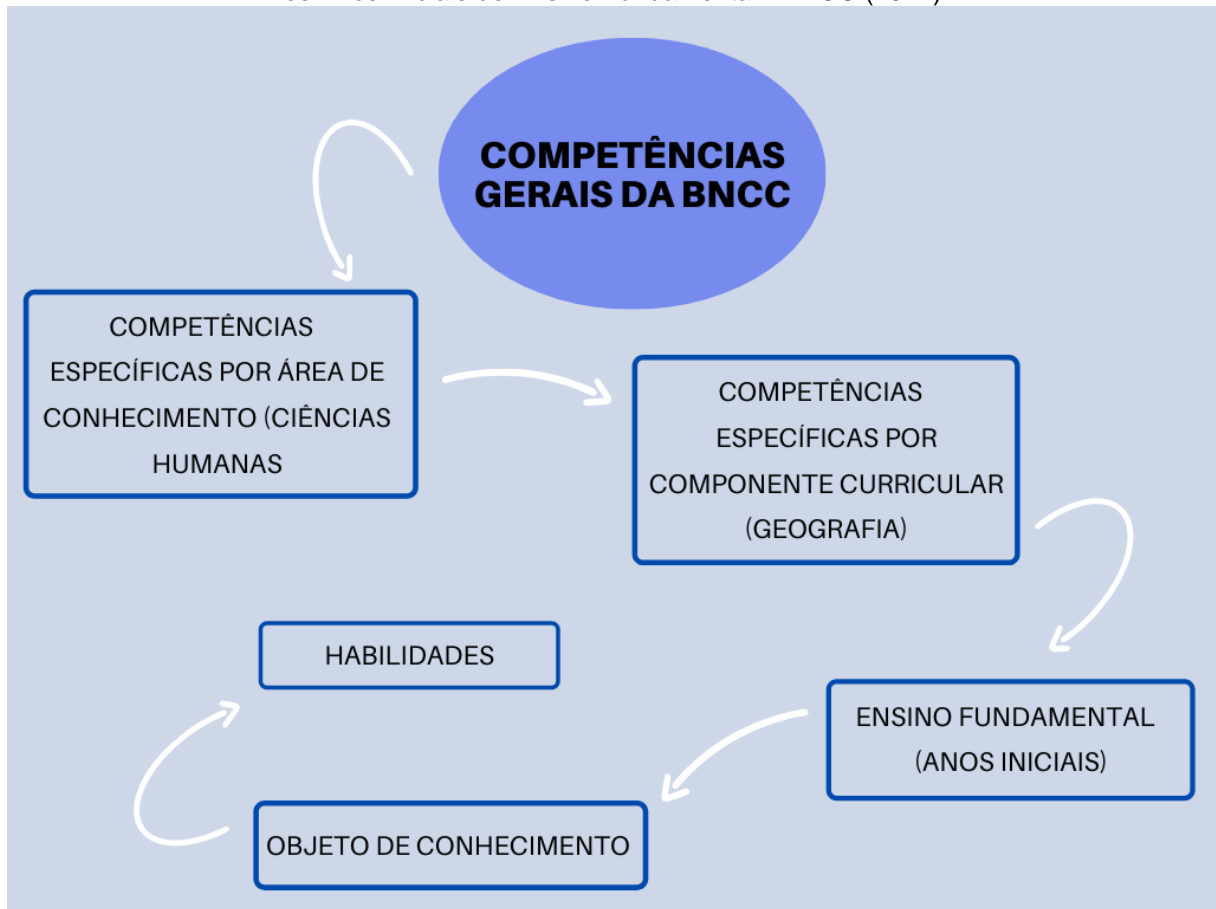 COMPETÊNCIAS
GERAIS DA BNCC
COMPETÊNCIAS
ESPECÍFICAS POR ÁREA DE
CONHECIMENTO (CIÊNCIAS
HUMANAS
COMPETÊNCIAS
ESPECÍFICAS POR
COMPONENTE CURRICULAR
(GEOGRAFIA)
ENSINO FUNDAMENTAL
(ANOS INICIAIS)
OBJETO DE CONHECIMENTO
HABILIDADES